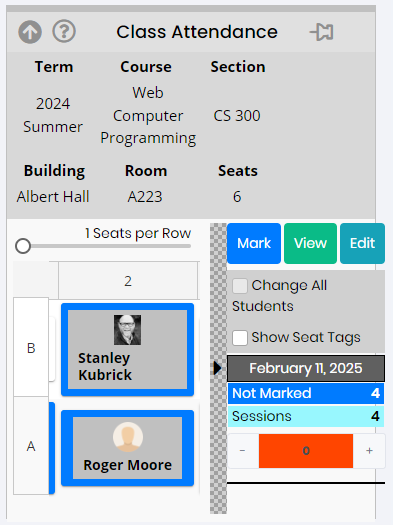 ?
Class Attendance
Term Course Section
2024 Summer Web Computer Programming CS 300
Building Room Seats
Albert Hall A223 6
1 Seats per Row
Mark View Edit
2
Change All Students
B
Stanley Kubrick
Show Seat Tags
February 11, 2025
Not Marked 4
Sessions 4
A
Roger Moore
- 0 +